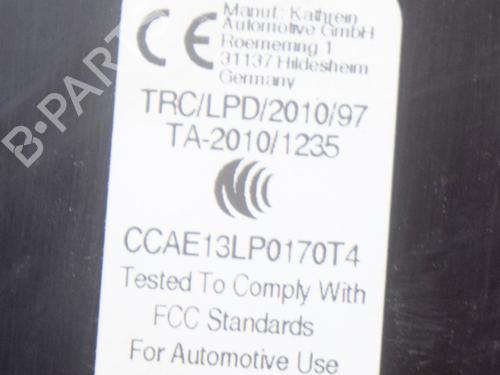 Manuf.: Kathrein
Automotive GmbH
Roemerring 1
31137 Hildesheim
Germany
CE
TRC/LPD/2010/97
TA-2010/1235
CCAE13LP0170T4
Tested To Comply With
FCC Standards
For Automotive Use
B-PARTS